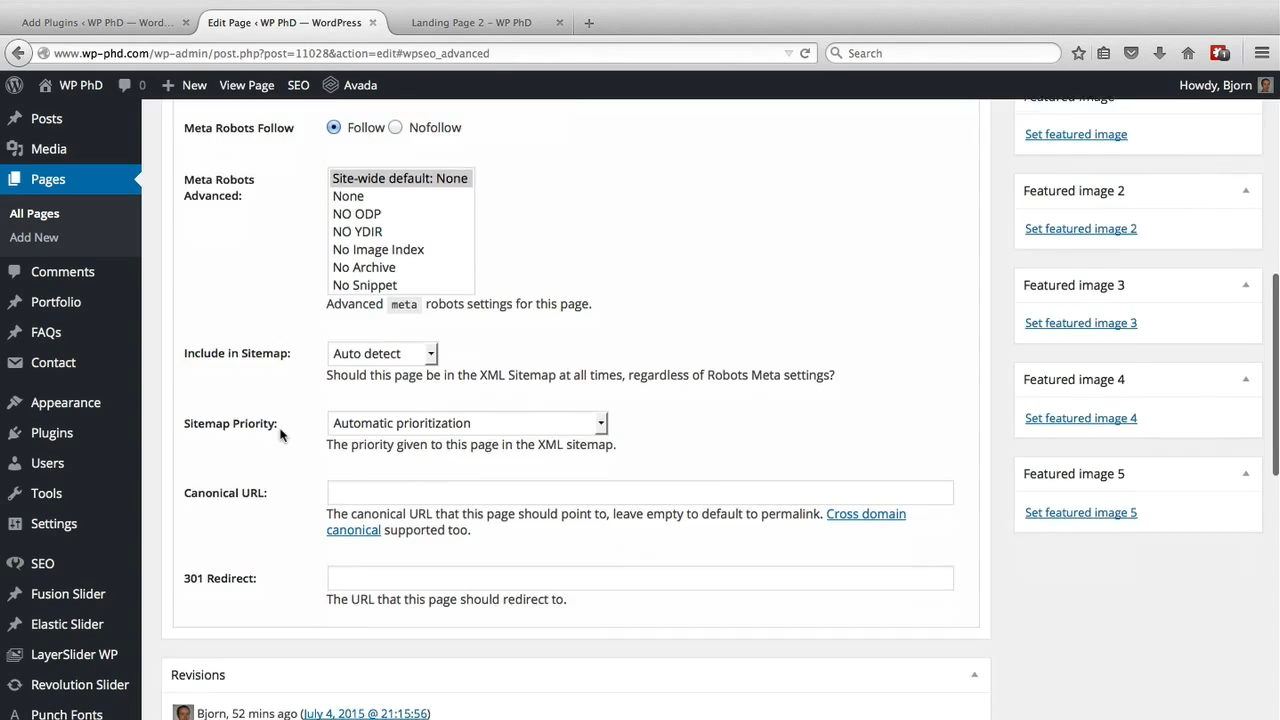 Add Plugins ‹ WP PhD — Word...
Edit Page ‹ WP PhD — WordPress
Landing Page 2 – WP PhD
www.wp-phd.com/wp-admin/post.php?post=11028&action=edit#wpseo_advanced
Search
1
WP PhD
0
New
View Page
SEO
Avada
Howdy, Bjorn
Posts
Media
Pages
All Pages
Add New
Comments
Portfolio
FAQs
Contact
Appearance
Plugins
Users
Tools
Settings
SEO
Fusion Slider
Elastic Slider
LayerSlider WP
Revolution Slider
Punch Fonts
Meta Robots Follow
Follow
Nofollow
Meta Robots
Advanced:
Site-wide default: None
None
NO ODP
NO YDIR
No Image Index
No Archive
No Snippet
Advanced meta robots settings for this page.
Include in Sitemap:
Auto detect
Should this page be in the XML Sitemap at all times, regardless of Robots Meta settings?
Sitemap Priority:
Automatic prioritization
The priority given to this page in the XML sitemap.
Canonical URL:
The canonical URL that this page should point to, leave empty to default to permalink. Cross domain
canonical supported too.
301 Redirect:
The URL that this page should redirect to.
Revisions
Bjorn, 52 mins ago (July 4, 2015 @ 21:15:56)
Featured Image
Set featured image
Featured image 2
Set featured image 2
Featured image 3
Set featured image 3
Featured image 4
Set featured image 4
Featured image 5
Set featured image 5